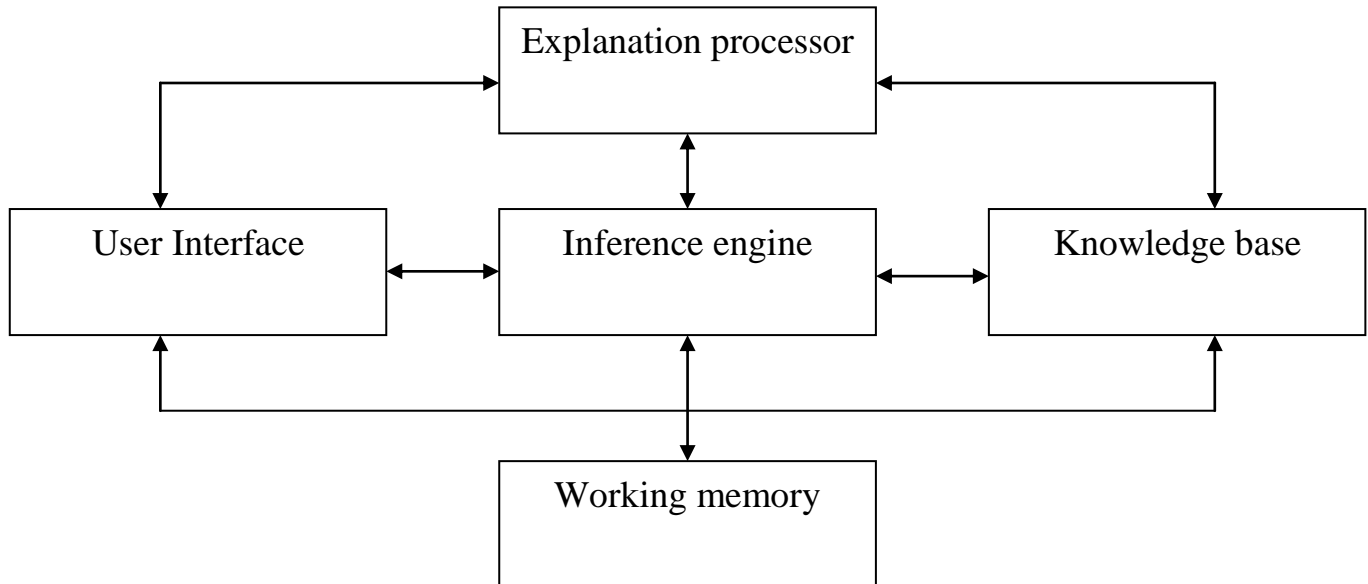 Explanation processor
User Interface
Inference engine
Knowledge base
Working memory